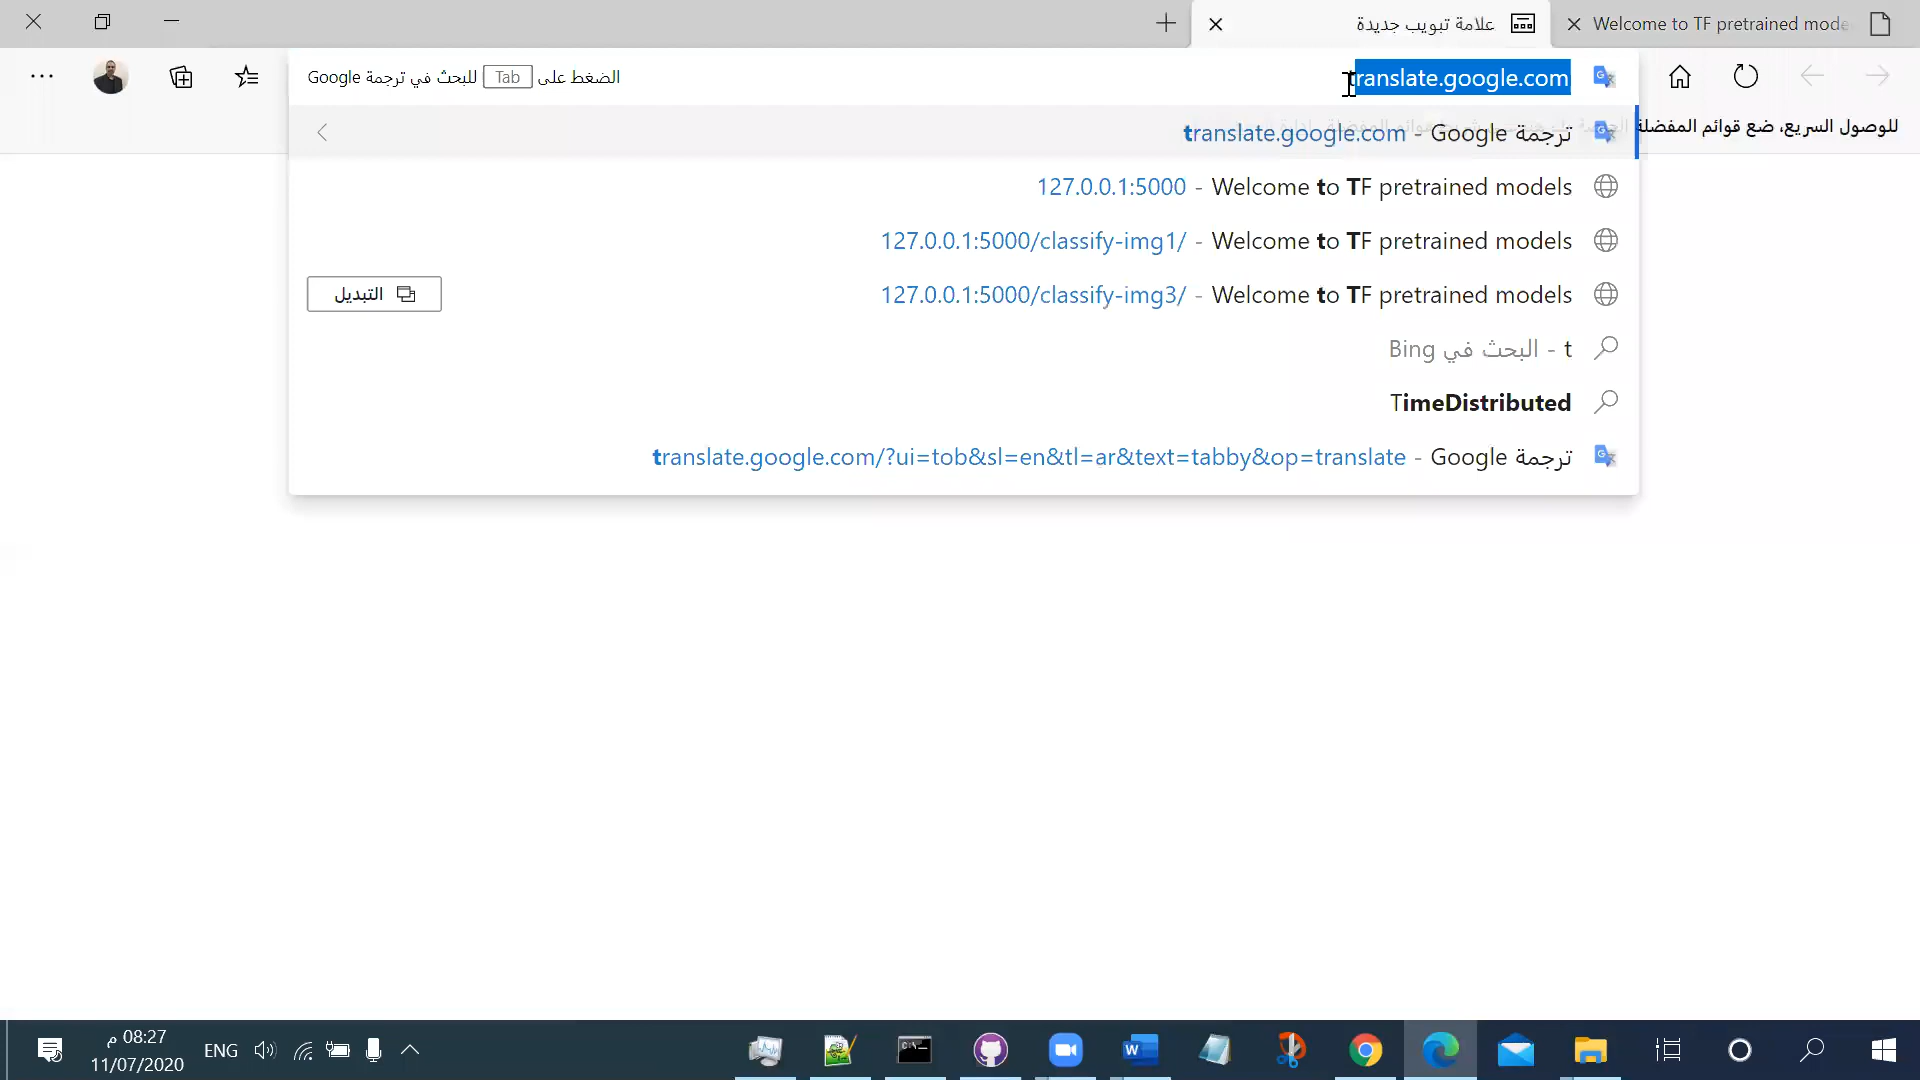 Welcome to TF pretrained mode
علامة تبويب جديدة
translate.google.com
الضغط على Tab للبحث في ترجمة Google
للوصول السريع، ضع قوائم المفضلة
ترجمة Google - translate.google.com
127.0.0.1:5000 - Welcome to TF pretrained models
127.0.0.1:5000/classify-img1/ - Welcome to TF pretrained models
127.0.0.1:5000/classify-img3/ - Welcome to TF pretrained models
التبديل
t - البحث في Bing
TimeDistributed
translate.google.com/?ui=tob&sl=en&tl=ar&text=tabby&op=translate - ترجمة Google
08:27 م
ENG
11/07/2020